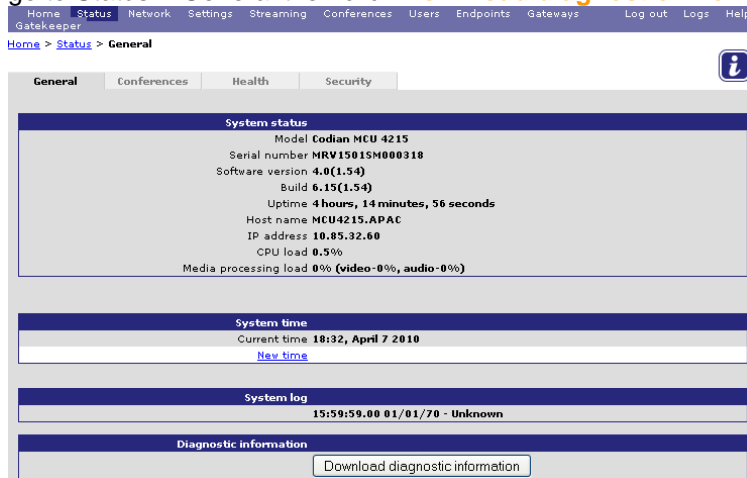 Home Status Network Settings Streaming Conferences Users Endpoints Gateways Log out Logs Help
Gatekeeper
Home > Status > General
i
General Conferences Health Security
System status
Model Codian MCU 4215
Serial number MRV1501SM000318
Software version 4.0(1.54)
Build 6.15(1.54)
Uptime 4 hours, 14 minutes, 56 seconds
Host name MCU4215.APAC
IP address 10.85.32.60
CPU load 0.5%
Media processing load 0% (video-0%, audio-0%)
System time
Current time 18:32, April 7 2010
New time
System log
15:59:59.00 01/01/70 - Unknown
Diagnostic information
Download diagnostic information